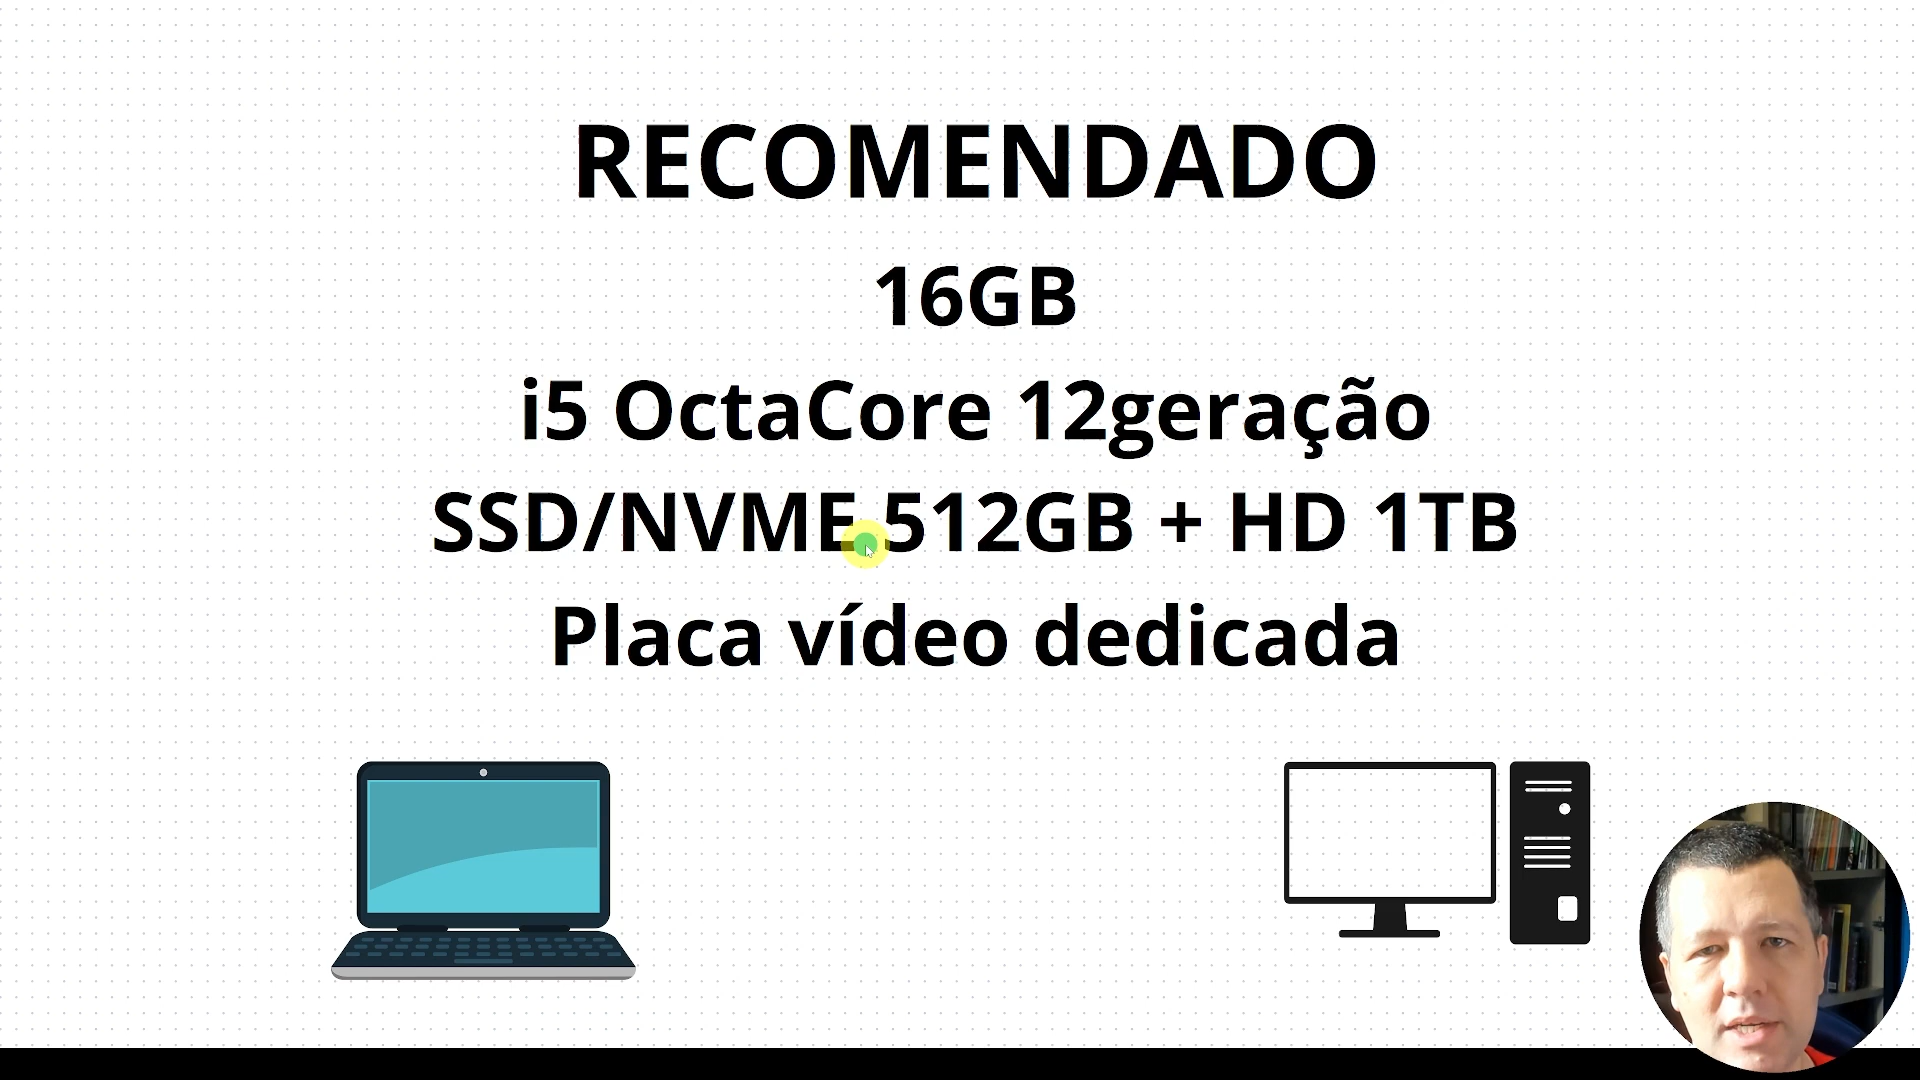 RECOMENDADO
16GB
i5 OctaCore 12geração
SSD/NVME 512GB + HD 1TB
Placa vídeo dedicada